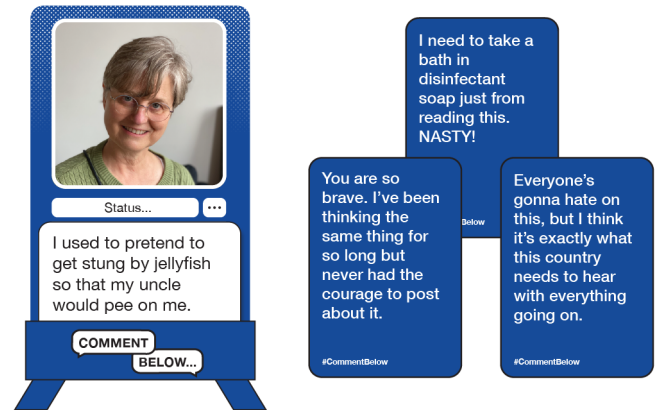 Status...
I used to pretend to
get stung by jellyfish
so that my uncle
would pee on me.
COMMENT
BELOW...
I need to take a
bath in
disinfectant
soap just from
reading this.
NASTY!
Below
You are so
brave. I've been
thinking the
same thing for
so long but
never had the
courage to post
about it.
#CommentBelow
Everyone's
gonna hate on
this, but I think
it's exactly what
this country
needs to hear
with everything
going on.
#CommentBelow